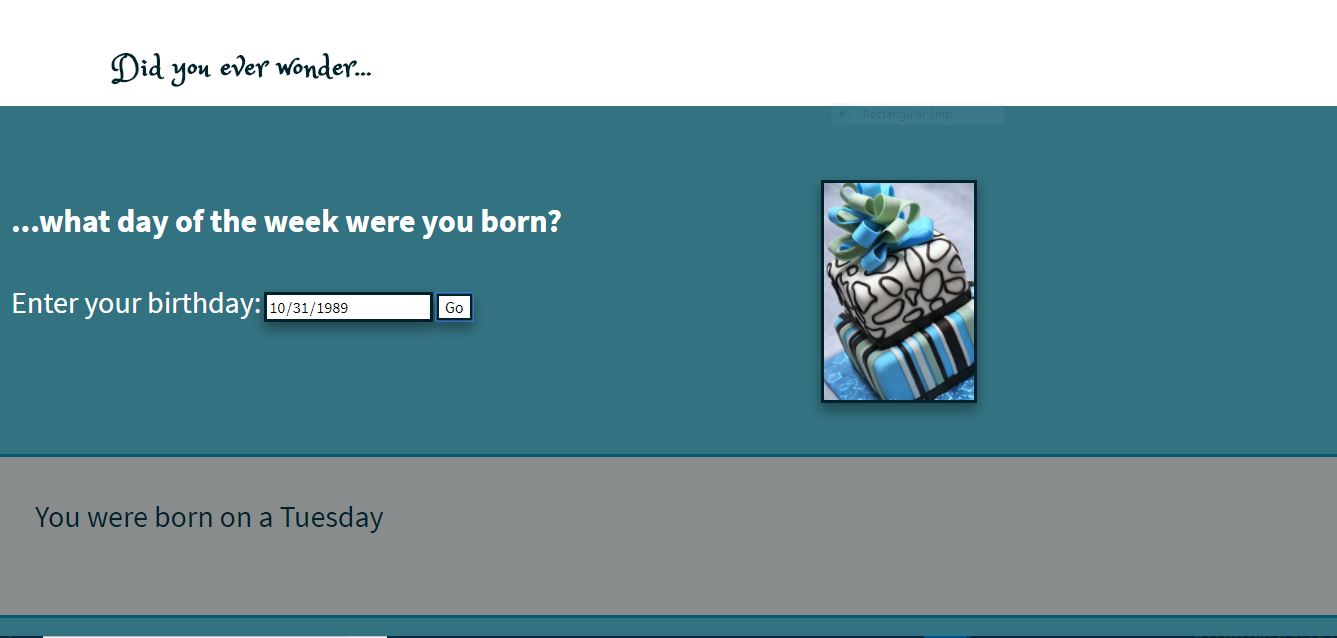 Did you ever wonder...
Rectangular Snip
...what day of the week were you born?
Enter your birthday: 10/31/1989 Go
You were born on a Tuesday